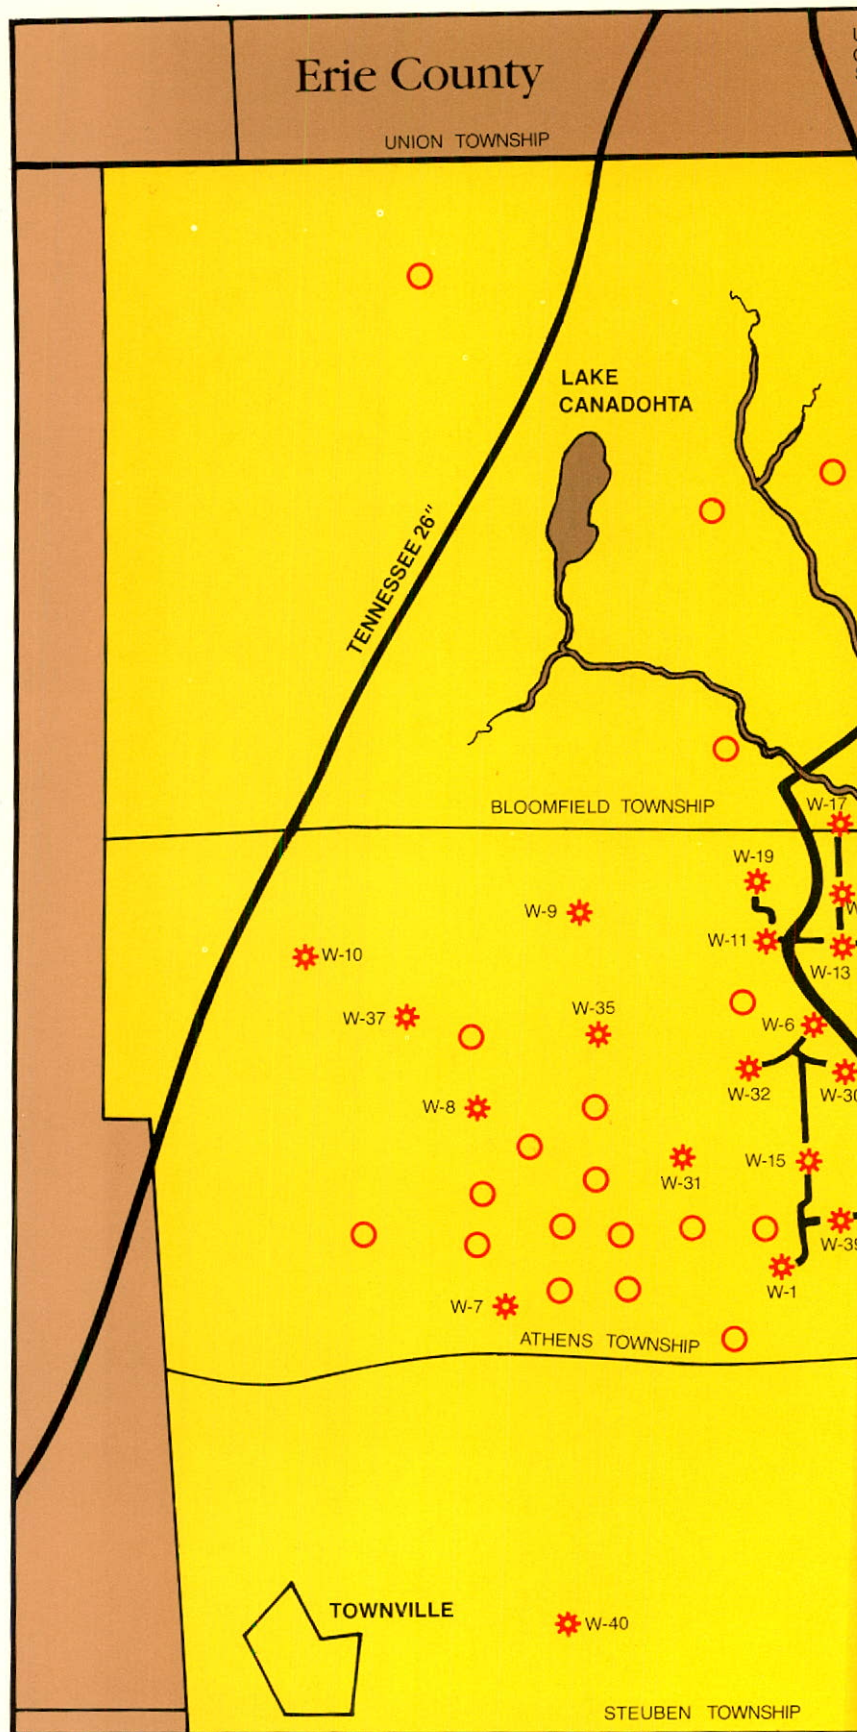 Erie County
UNION TOWNSHIP
LAKE
CANADOHTA
TENNESSEE 26"
BLOOMFIELD TOWNSHIP
W-17
W-19
W-9
W-11
W-13
W-10
W-37
W-35
W-6
W-32
W-8
W-15
W-31
W-1
W-7
ATHENS TOWNSHIP
TOWNVILLE
W-40
STEUBEN TOWNSHIP